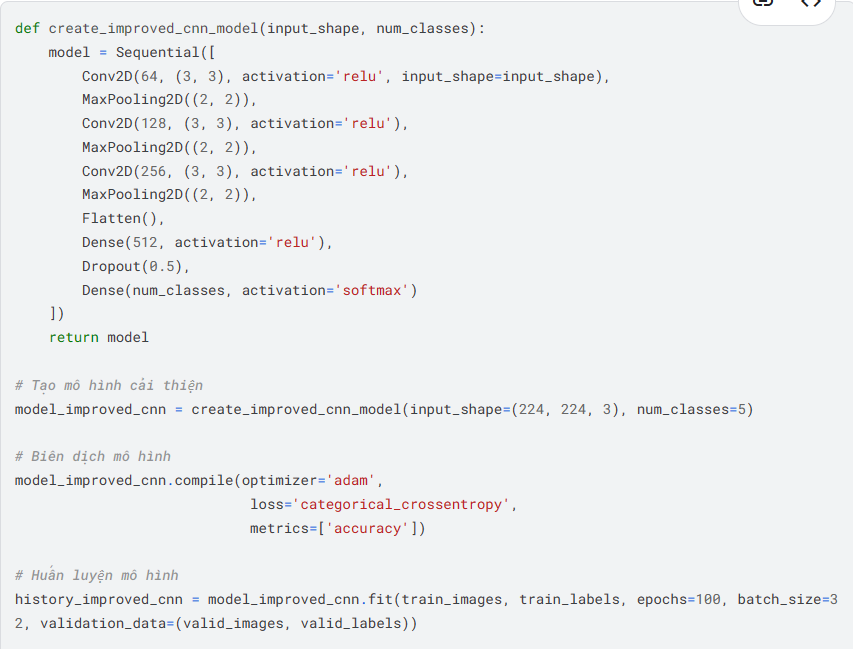 def create_improved_cnn_model(input_shape, num_classes):
    model = Sequential([
        Conv2D(64, (3, 3), activation='relu', input_shape=input_shape),
        MaxPooling2D((2, 2)),
        Conv2D(128, (3, 3), activation='relu'),
        MaxPooling2D((2, 2)),
        Conv2D(256, (3, 3), activation='relu'),
        MaxPooling2D((2, 2)),
        Flatten(),
        Dense(512, activation='relu'),
        Dropout(0.5),
        Dense(num_classes, activation='softmax')
    ])
    return model
# Tạo mô hình cải thiện
model_improved_cnn = create_improved_cnn_model(input_shape=(224, 224, 3), num_classes=5)
# Biên dịch mô hình
model_improved_cnn.compile(optimizer='adam',
                            loss='categorical_crossentropy',
                            metrics=['accuracy'])
# Huấn luyện mô hình
history_improved_cnn = model_improved_cnn.fit(train_images, train_labels, epochs=100, batch_size=3
2, validation_data=(valid_images, valid_labels))